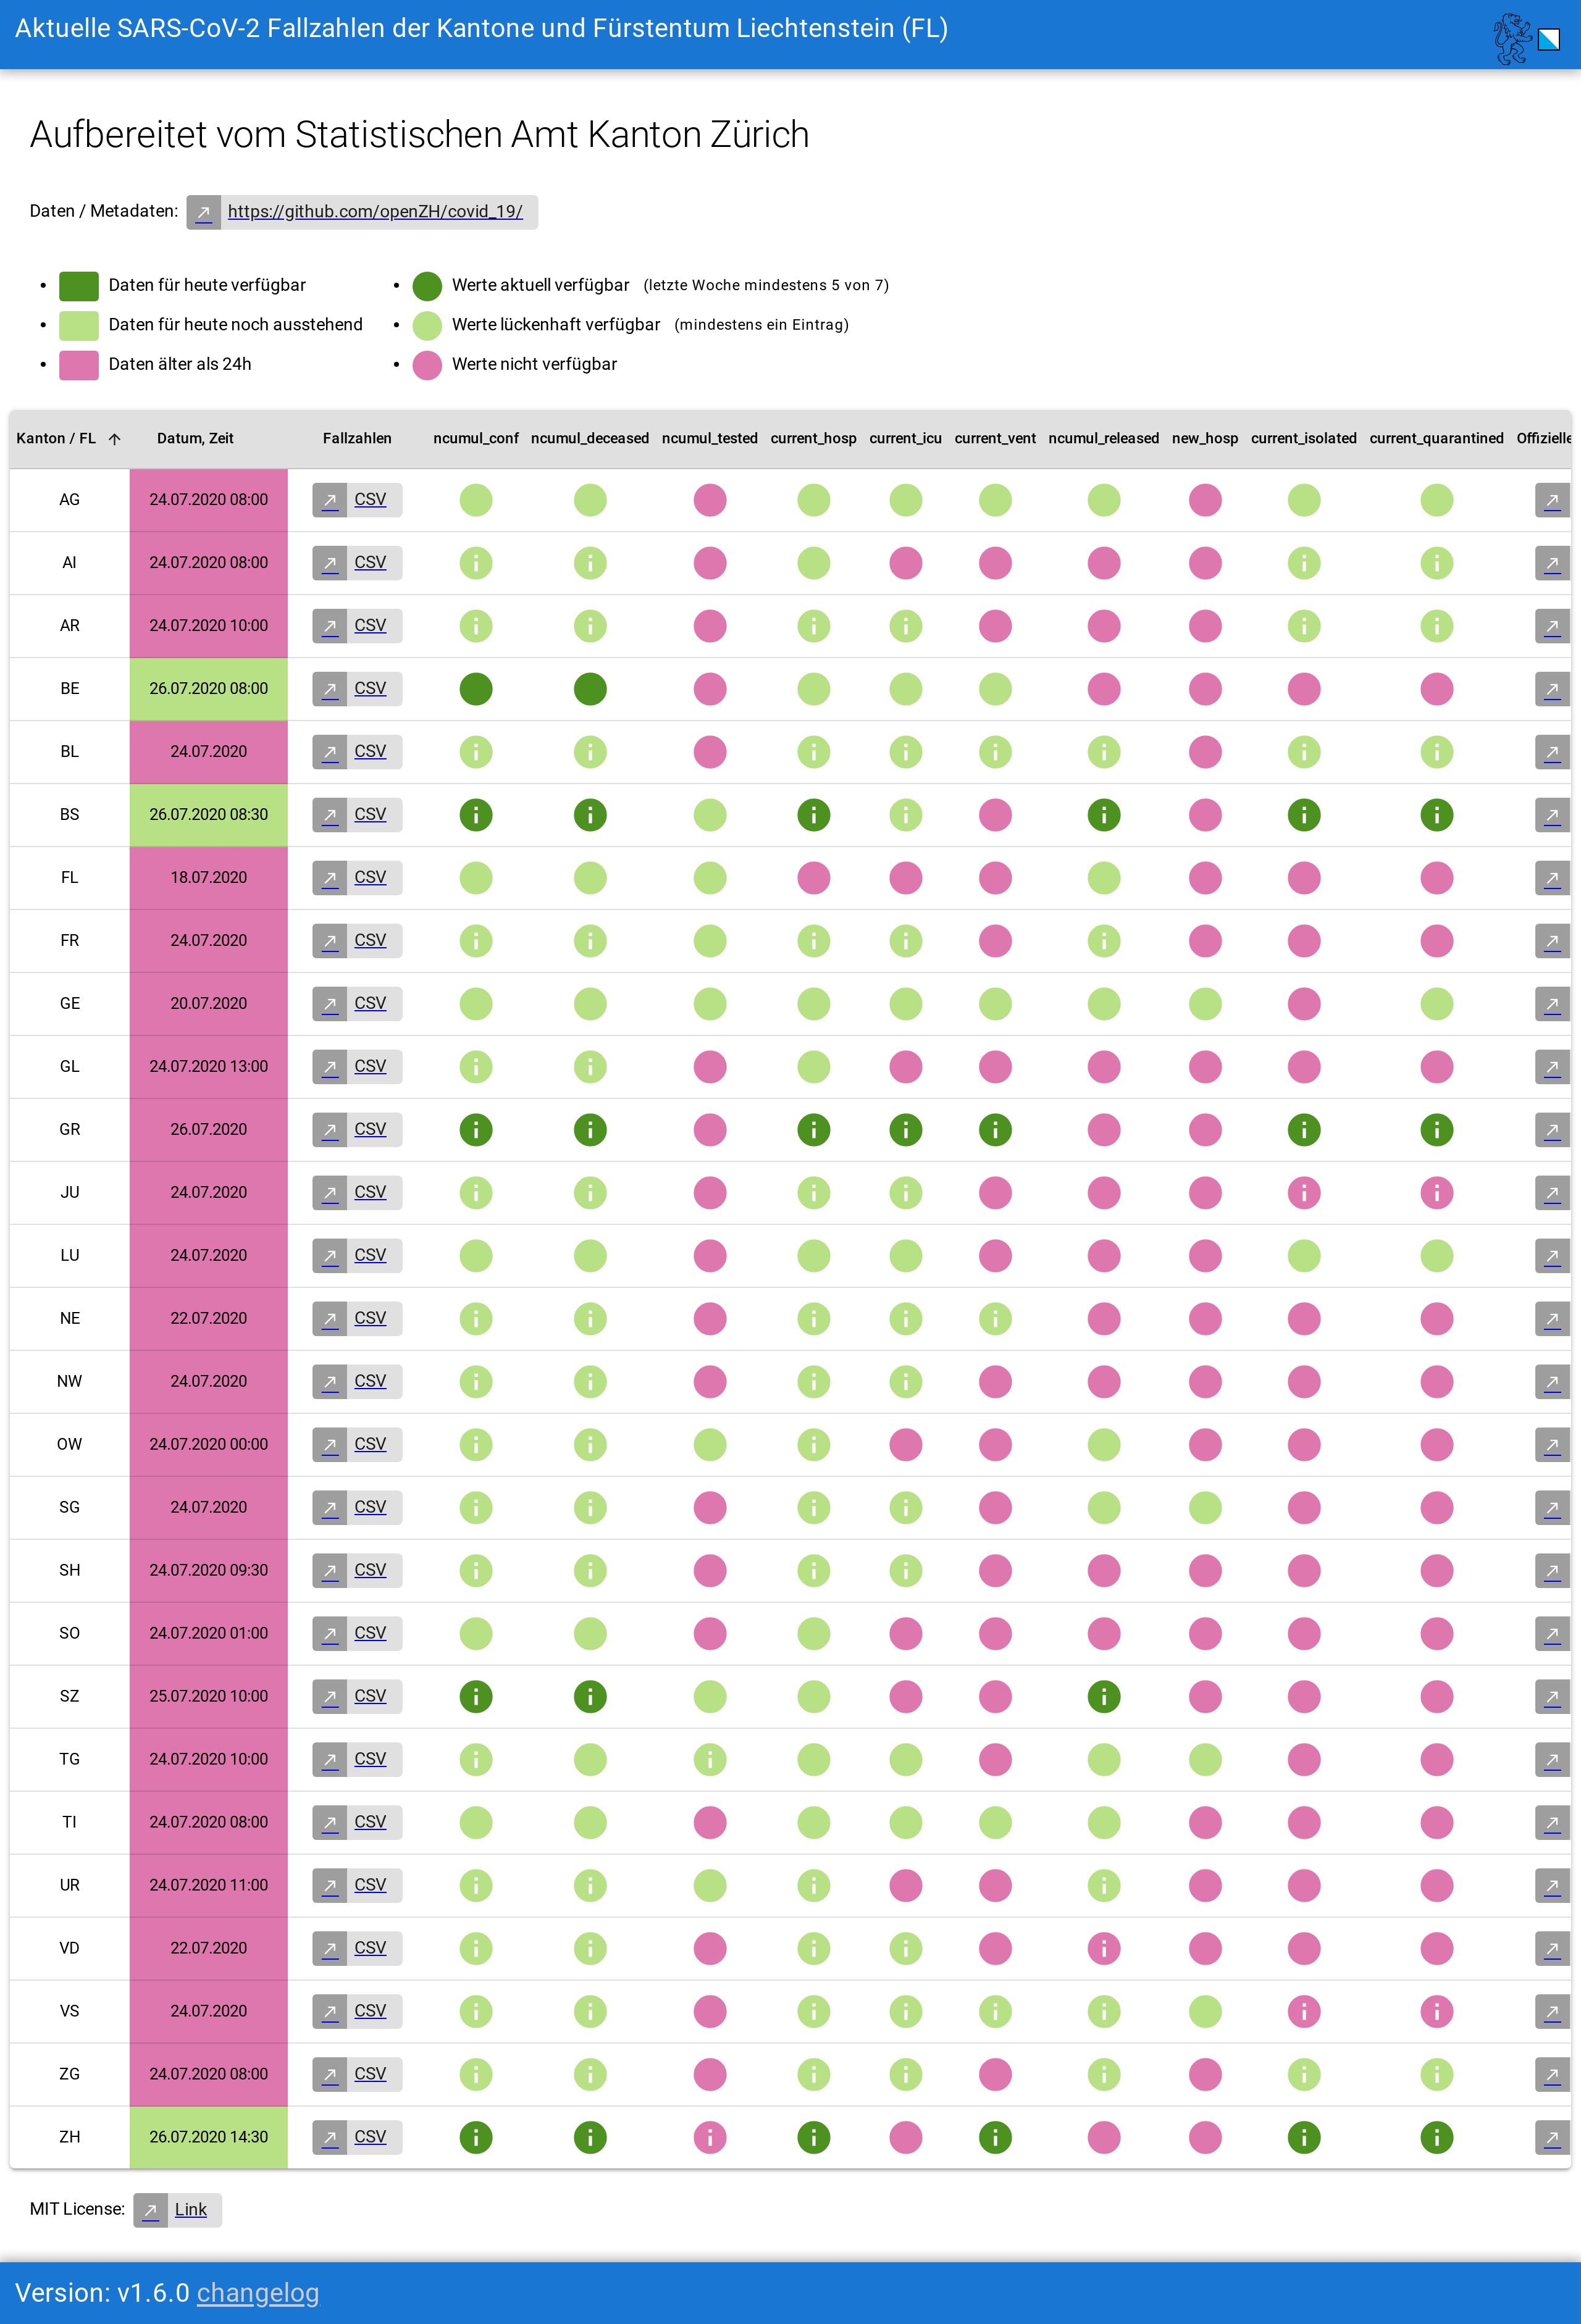 Aktuelle SARS-CoV-2 Fallzahlen der Kantone und Fürstentum Liechtenstein (FL)
Aufbereitet vom Statistischen Amt Kanton Zürich
Daten / Metadaten: https://github.com/openZH/covid_19/
Daten für heute verfügbar
Daten für heute noch ausstehend
Daten älter als 24h
Werte aktuell verfügbar (letzte Woche mindestens 5 von 7)
Werte lückenhaft verfügbar (mindestens ein Eintrag)
Werte nicht verfügbar
Kanton / FL Datum, Zeit Fallzahlen ncumul_conf ncumul_deceased ncumul_tested current_hosp current_icu current_vent ncumul_released new_hosp current_isolated current_quarantined Offizielle
AG 24.07.2020 08:00 CSV
AI 24.07.2020 08:00 CSV
AR 24.07.2020 10:00 CSV
BE 26.07.2020 08:00 CSV
BL 24.07.2020 CSV
BS 26.07.2020 08:30 CSV
FL 18.07.2020 CSV
FR 24.07.2020 CSV
GE 20.07.2020 CSV
GL 24.07.2020 13:00 CSV
GR 26.07.2020 CSV
JU 24.07.2020 CSV
LU 24.07.2020 CSV
NE 22.07.2020 CSV
NW 24.07.2020 CSV
OW 24.07.2020 00:00 CSV
SG 24.07.2020 CSV
SH 24.07.2020 09:30 CSV
SO 24.07.2020 01:00 CSV
SZ 25.07.2020 10:00 CSV
TG 24.07.2020 10:00 CSV
TI 24.07.2020 08:00 CSV
UR 24.07.2020 11:00 CSV
VD 22.07.2020 CSV
VS 24.07.2020 CSV
ZG 24.07.2020 08:00 CSV
ZH 26.07.2020 14:30 CSV
MIT License: Link
Version: v1.6.0 changelog